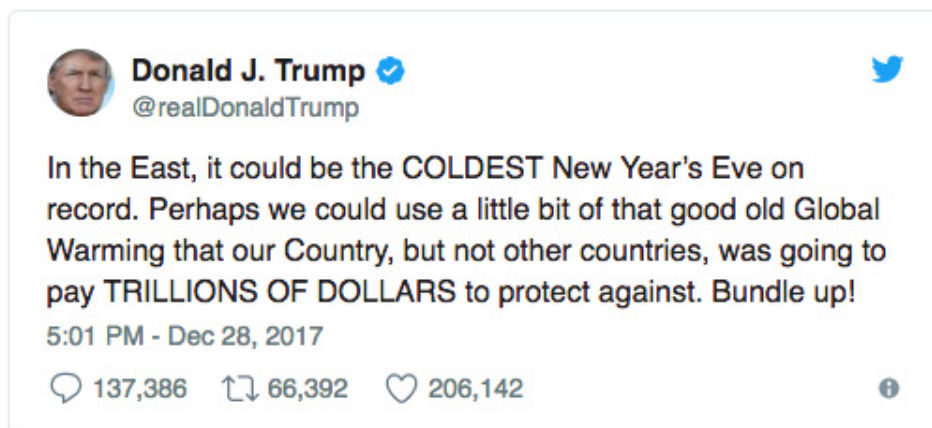 Donald J. Trump
@realDonaldTrump
In the East, it could be the COLDEST New Year’s Eve on
record. Perhaps we could use a little bit of that good old Global
Warming that our Country, but not other countries, was going to
pay TRILLIONS OF DOLLARS to protect against. Bundle up!
5:01 PM - Dec 28, 2017
137,386 66,392 206,142